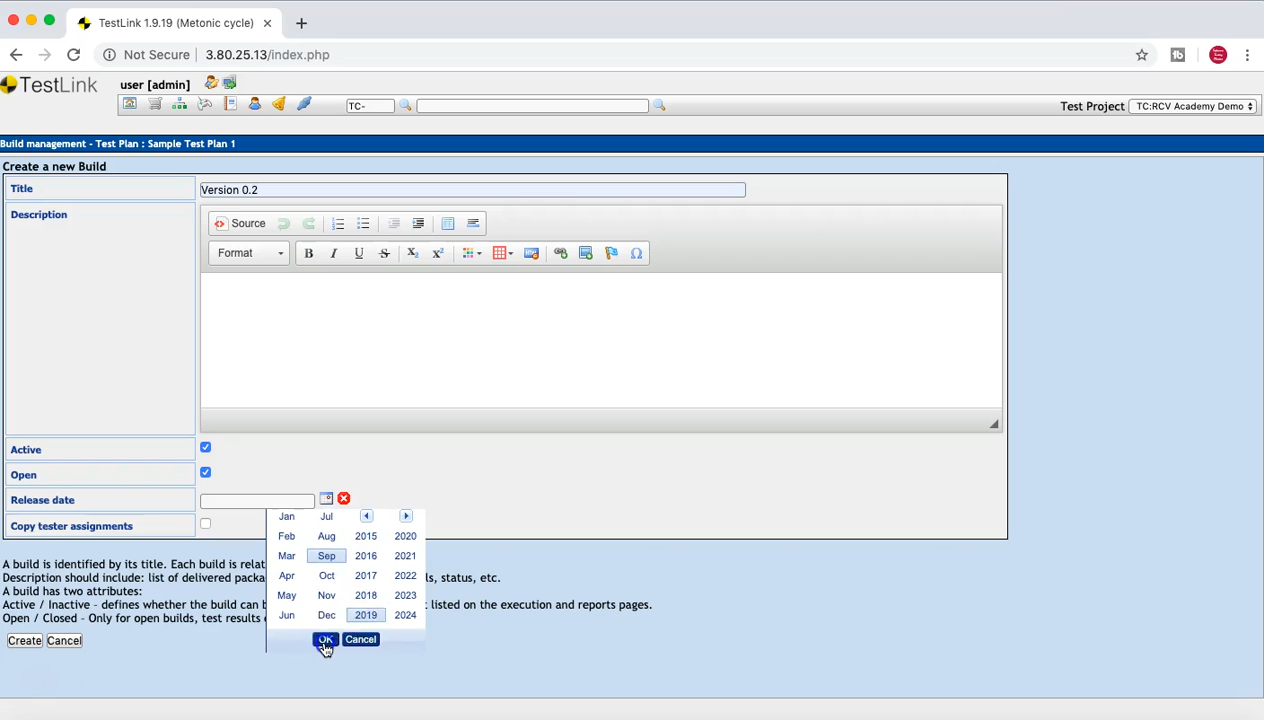 TestLink 1.9.19 (Metonic cycle)
Not Secure 3.80.25.13/index.php
TestLink user [admin]
TC- Test Project TC:RCV Academy Demo
Build management - Test Plan : Sample Test Plan 1
Create a new Build
Title Version 0.2
Description
Source
Format B I U S X₂ x² Ω
Active
Open
Release date
Copy tester assignments
Jan Jul
Feb Aug 2015 2020
Mar Sep 2016 2021
Apr Oct 2017 2022
May Nov 2018 2023
Jun Dec 2019 2024
OK Cancel
A build is identified by its title. Each build is relat
Description should include: list of delivered packa s, status, etc.
A build has two attributes:
Active / Inactive - defines whether the build can b t listed on the execution and reports pages.
Open / Closed - Only for open builds, test results
Create Cancel